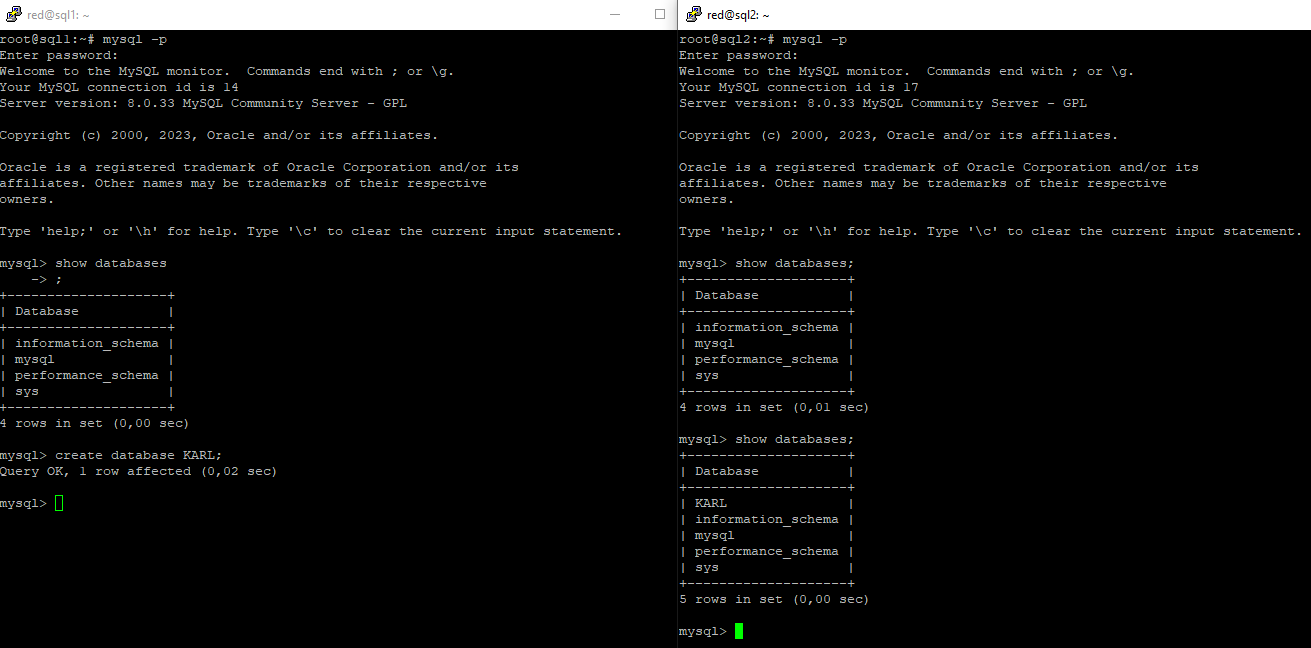 red@sql1: ~
root@sql1:~# mysql -p
Enter password:
Welcome to the MySQL monitor.  Commands end with ; or \g.
Your MySQL connection id is 14
Server version: 8.0.33 MySQL Community Server - GPL
Copyright (c) 2000, 2023, Oracle and/or its affiliates.
Oracle is a registered trademark of Oracle Corporation and/or its
affiliates. Other names may be trademarks of their respective
owners.
Type 'help;' or '\h' for help. Type '\c' to clear the current input statement.
mysql> show databases
    -> ;
+--------------------+
| Database           |
+--------------------+
| information_schema |
| mysql              |
| performance_schema |
| sys                |
+--------------------+
4 rows in set (0,00 sec)
mysql> create database KARL;
Query OK, 1 row affected (0,02 sec)
mysql>
red@sql2: ~
root@sql2:~# mysql -p
Enter password:
Welcome to the MySQL monitor.  Commands end with ; or \g.
Your MySQL connection id is 17
Server version: 8.0.33 MySQL Community Server - GPL
Copyright (c) 2000, 2023, Oracle and/or its affiliates.
Oracle is a registered trademark of Oracle Corporation and/or its
affiliates. Other names may be trademarks of their respective
owners.
Type 'help;' or '\h' for help. Type '\c' to clear the current input statement.
mysql> show databases;
+--------------------+
| Database           |
+--------------------+
| information_schema |
| mysql              |
| performance_schema |
| sys                |
+--------------------+
4 rows in set (0,01 sec)
mysql> show databases;
+--------------------+
| Database           |
+--------------------+
| KARL               |
| information_schema |
| mysql              |
| performance_schema |
| sys                |
+--------------------+
5 rows in set (0,00 sec)
mysql>